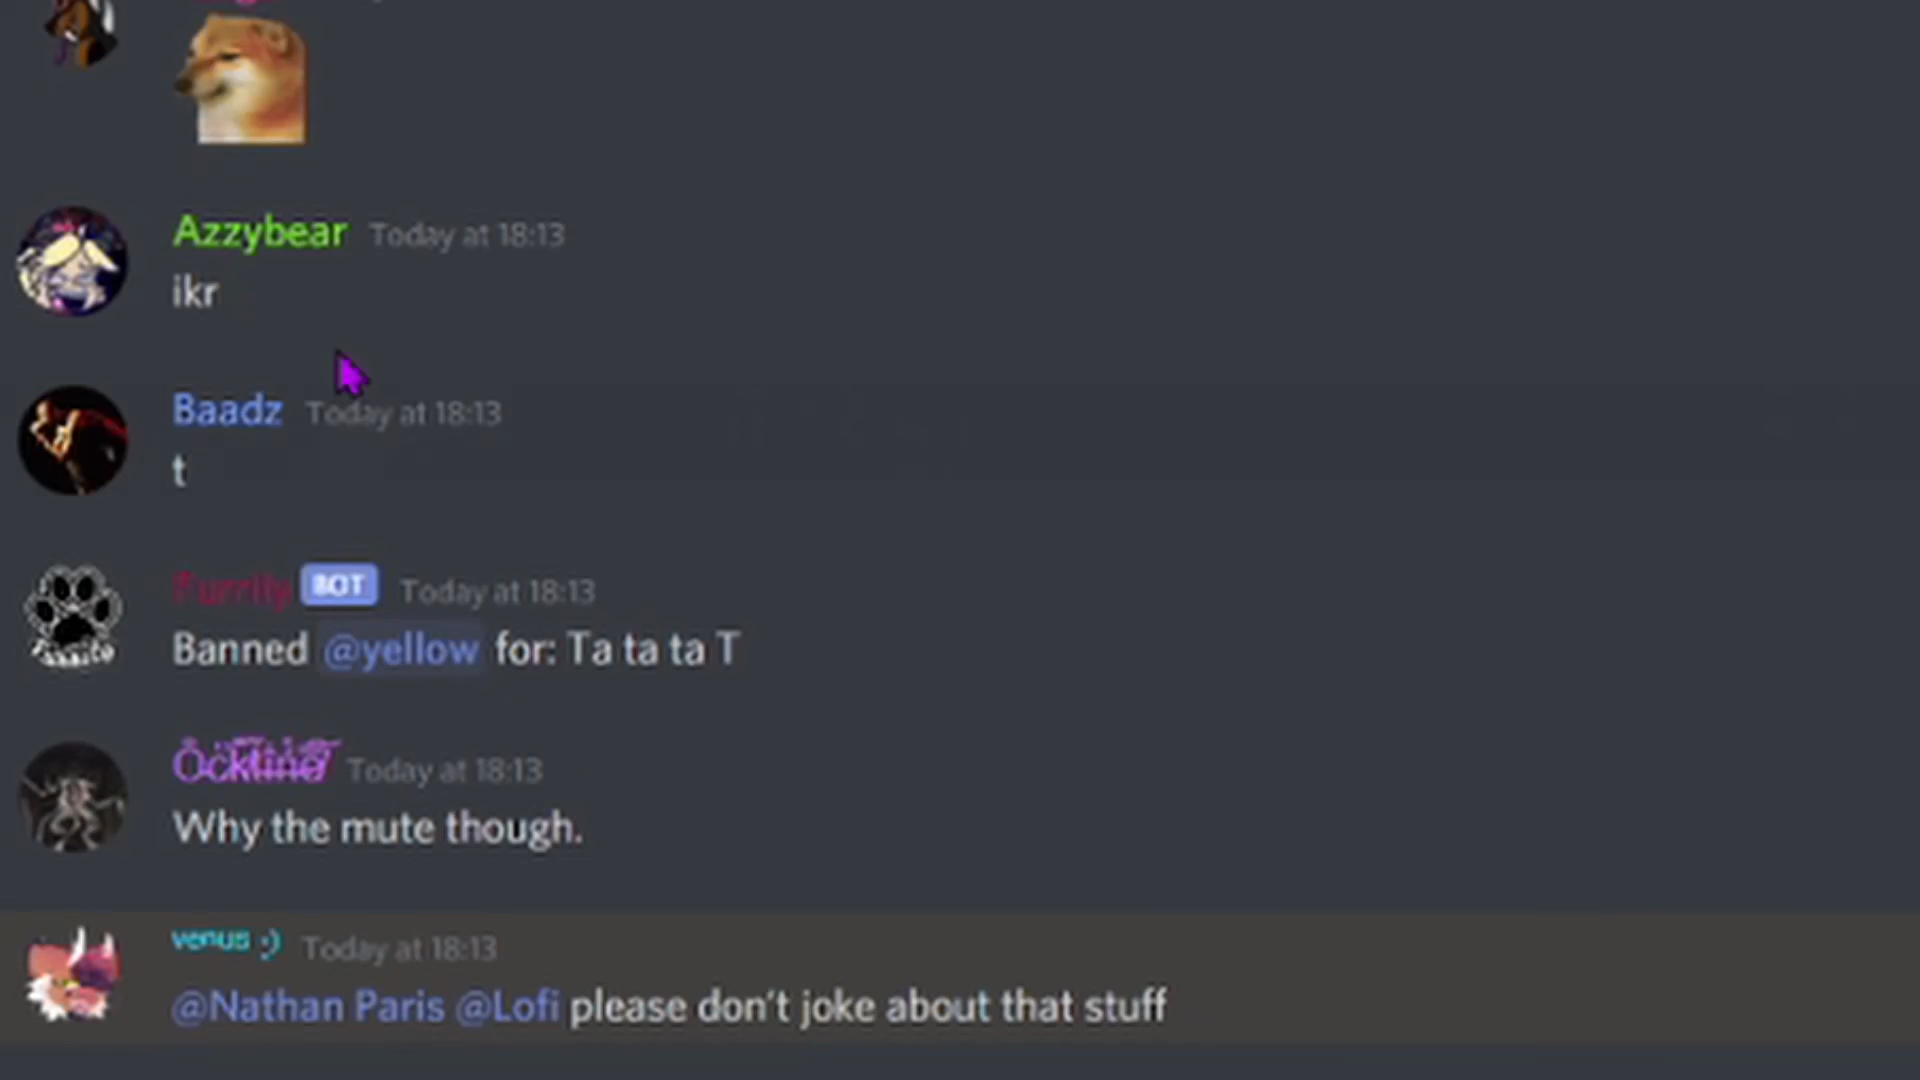 Azzybear Today at 18:13
ikr
Baadz Today at 18:13
t
Furrily BOT Today at 18:13
Banned @yellow for: Ta ta ta T
Today at 18:13
Why the mute though.
venus :) Today at 18:13
@Nathan Paris @Lofi please don't joke about that stuff